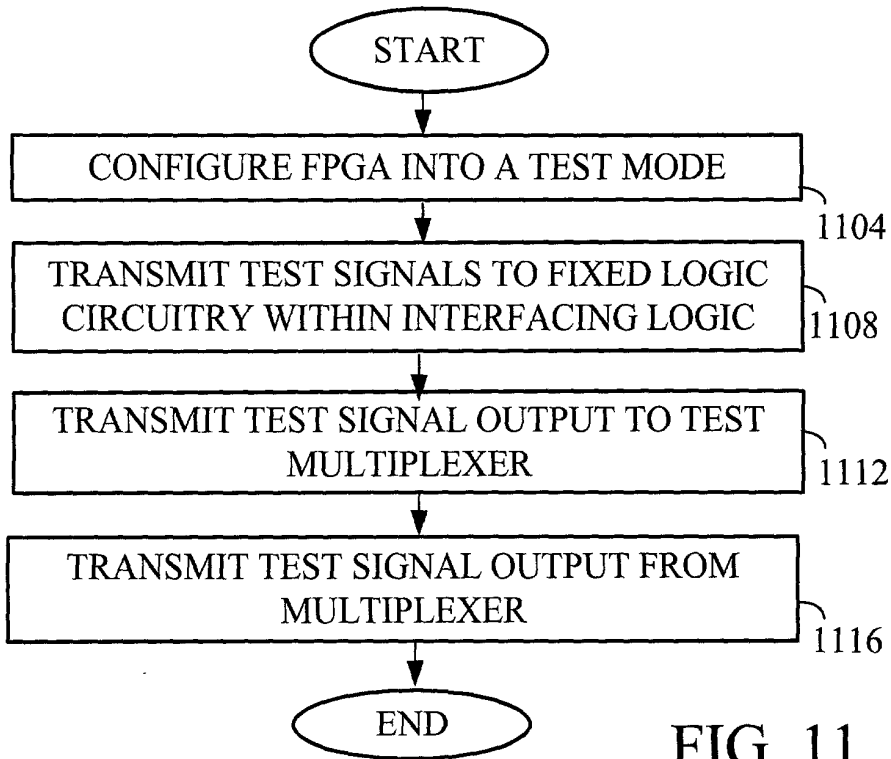 START
CONFIGURE FPGA INTO A TEST MODE
1104
TRANSMIT TEST SIGNALS TO FIXED LOGIC
CIRCUITRY WITHIN INTERFACING LOGIC
1108
TRANSMIT TEST SIGNAL OUTPUT TO TEST
MULTIPLEXER
1112
TRANSMIT TEST SIGNAL OUTPUT FROM
MULTIPLEXER
1116
END
FIG. 11